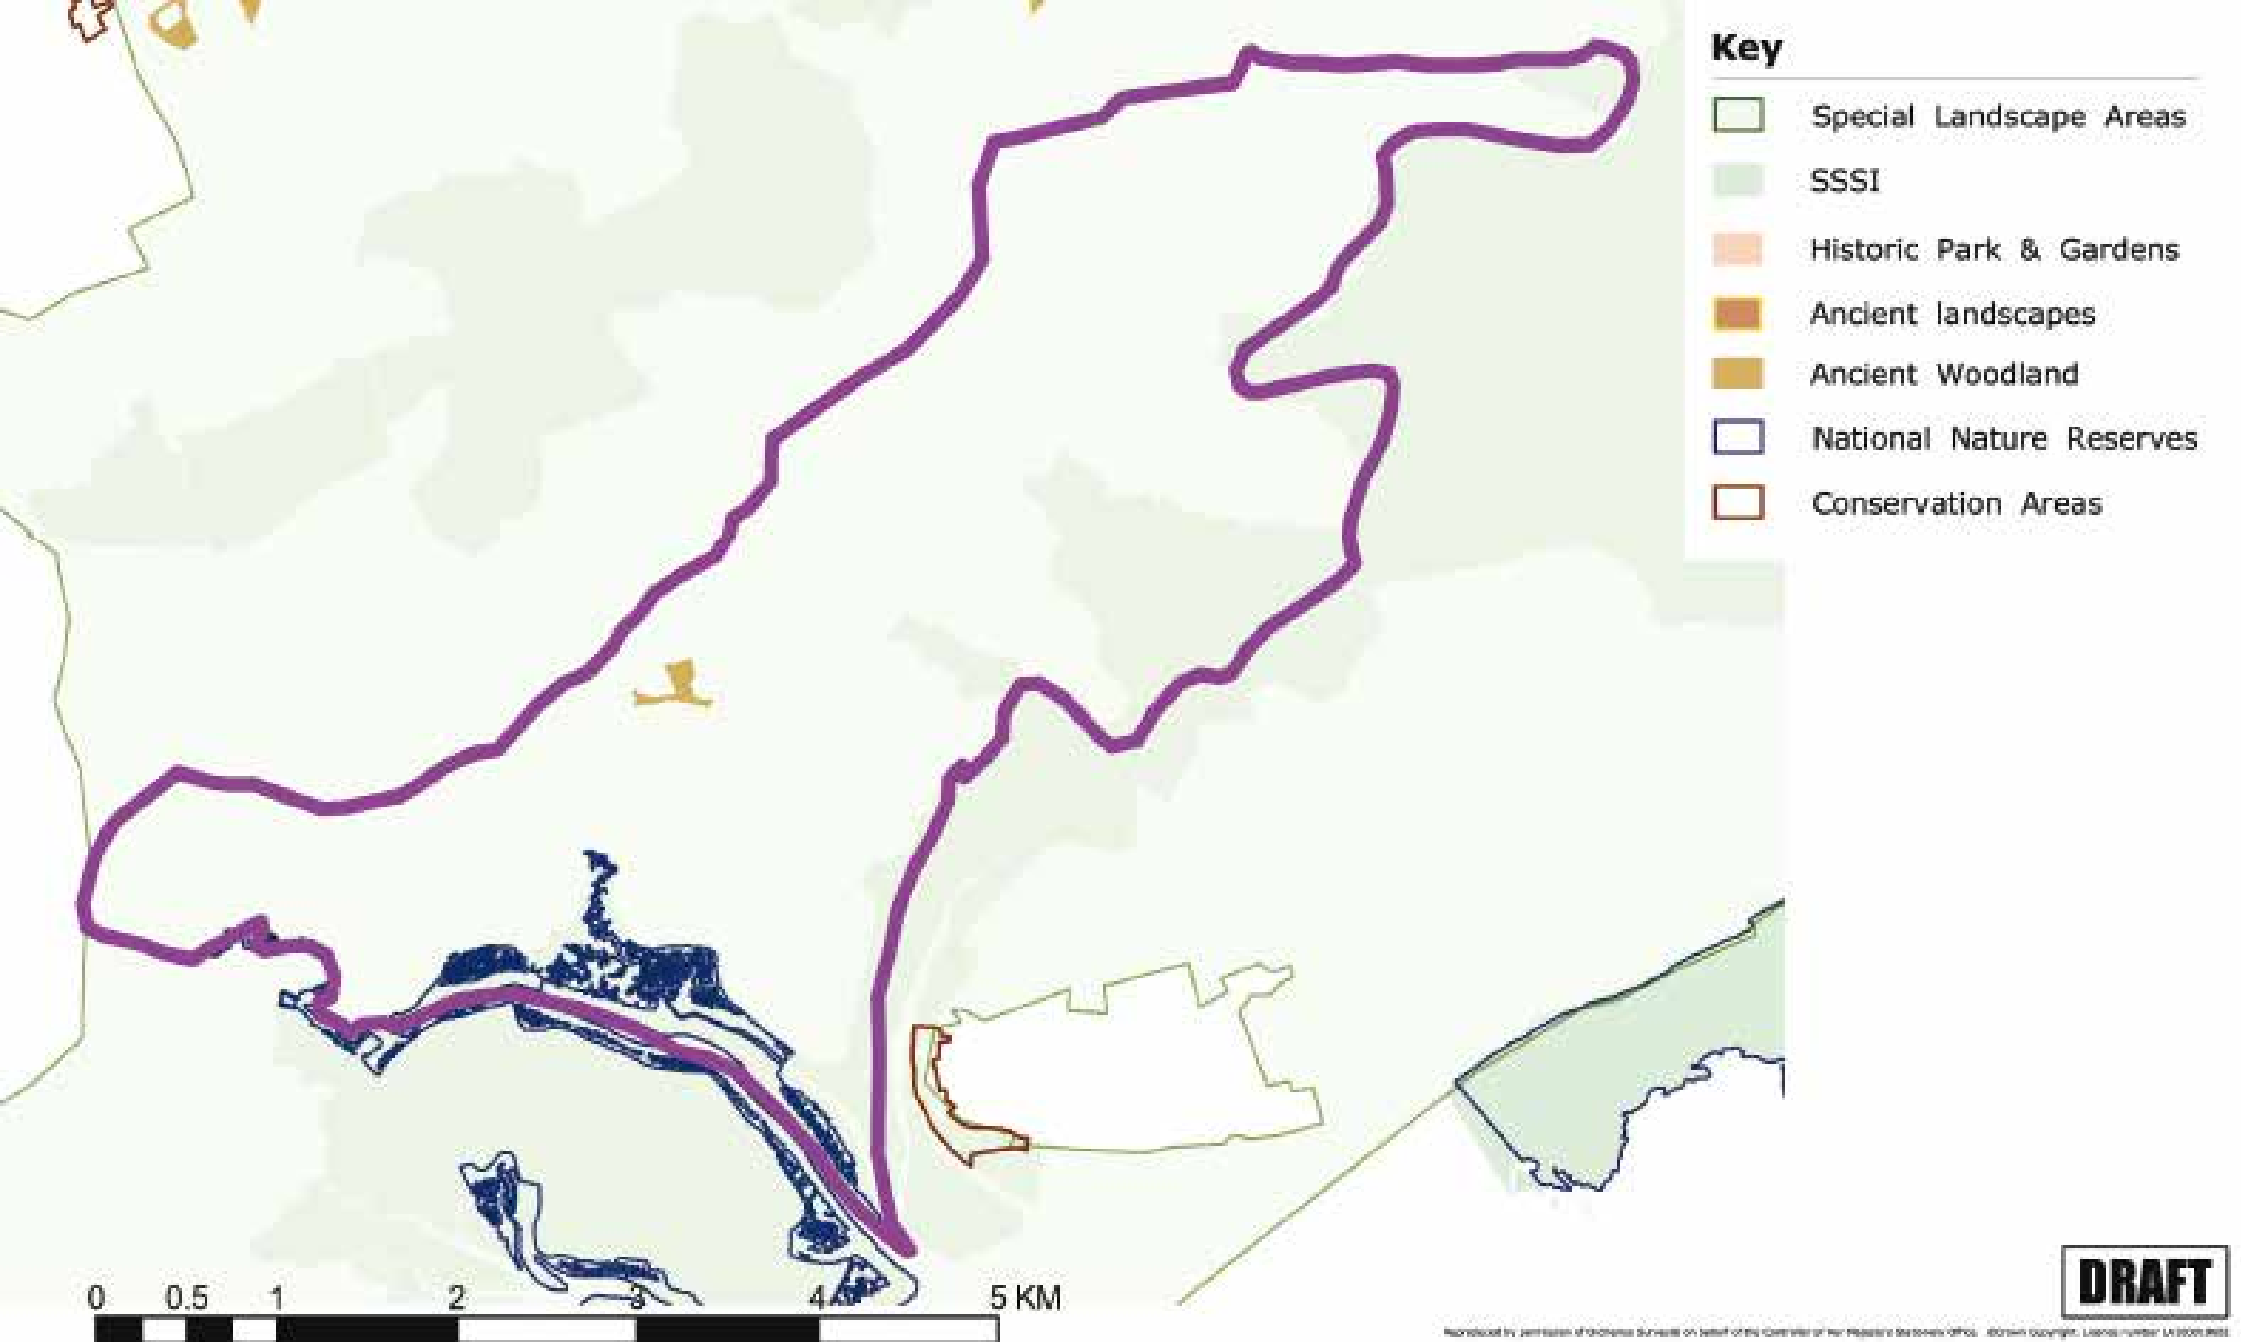 Key
Special Landscape Areas
SSSI
Historic Park & Gardens
Ancient landscapes
Ancient Woodland
National Nature Reserves
Conservation Areas
0 0.5 1 2 3 4 5 KM
DRAFT